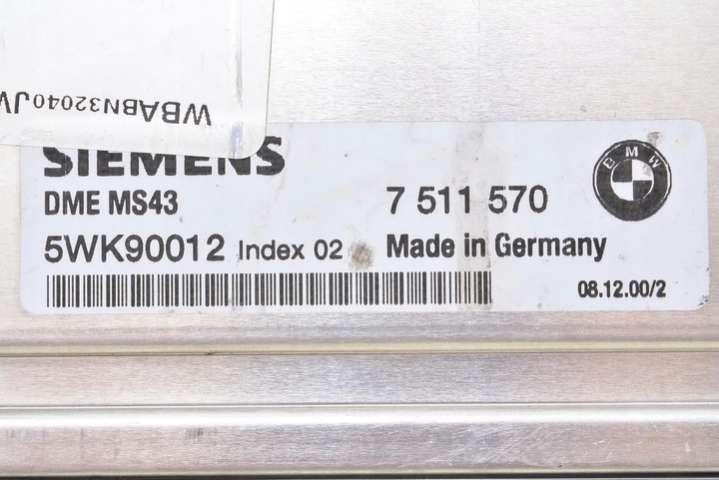 WBABN32040JV
SIEMENS
BMW
DME MS43
7 511 570
5WK90012 Index 02
Made in Germany
08.12.00/2